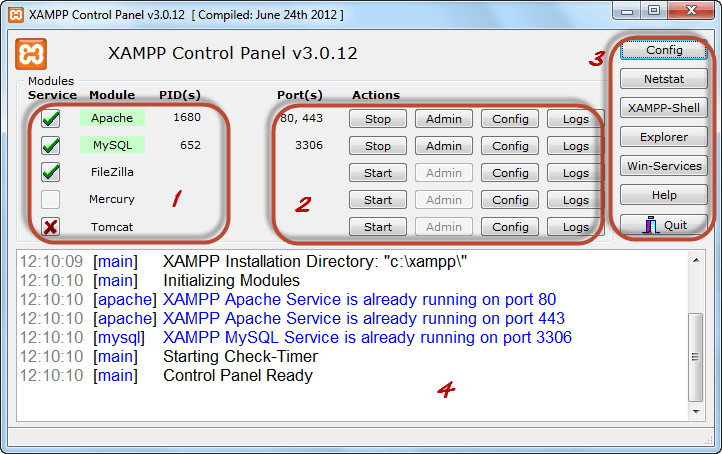 XAMPP Control Panel v3.0.12 [ Compiled: June 24th 2012 ]
XAMPP Control Panel v3.0.12
3
Config
Netstat
XAMPP-Shell
Explorer
Win-Services
Help
Quit
Modules
Service Module PID(s) Port(s) Actions
Apache 1680 80, 443 Stop Admin Config Logs
MySQL 652 3306 Stop Admin Config Logs
FileZilla Start Admin Config Logs
Mercury Start Admin Config Logs
Tomcat Start Admin Config Logs
1
2
12:10:09 [main] XAMPP Installation Directory: "c:\xampp\"
12:10:10 [main] Initializing Modules
12:10:10 [apache] XAMPP Apache Service is already running on port 80
12:10:10 [apache] XAMPP Apache Service is already running on port 443
12:10:10 [mysql] XAMPP MySQL Service is already running on port 3306
12:10:10 [main] Starting Check-Timer
12:10:10 [main] Control Panel Ready
4